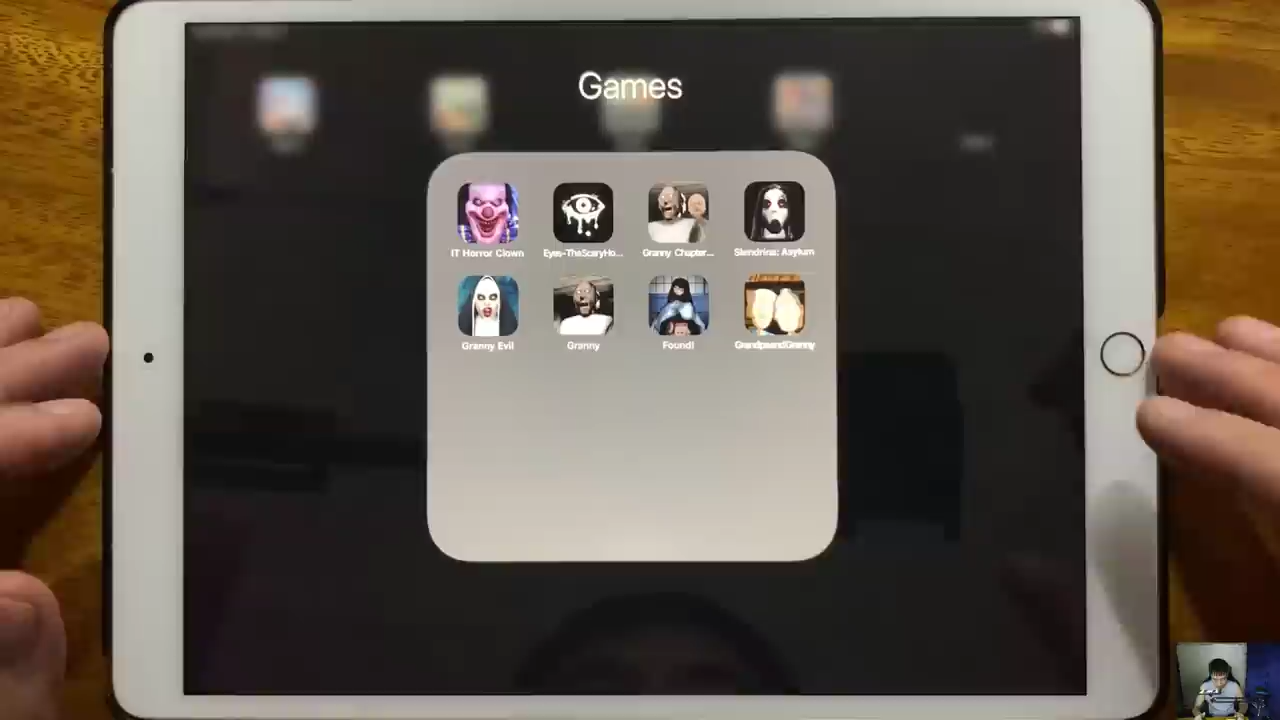 Games
IT Horror Clown
Eyes-TheScaryHo...
Granny Chapter...
Slendrina: Asylum
Granny Evil
Granny
Found!
GrandpaandGranny